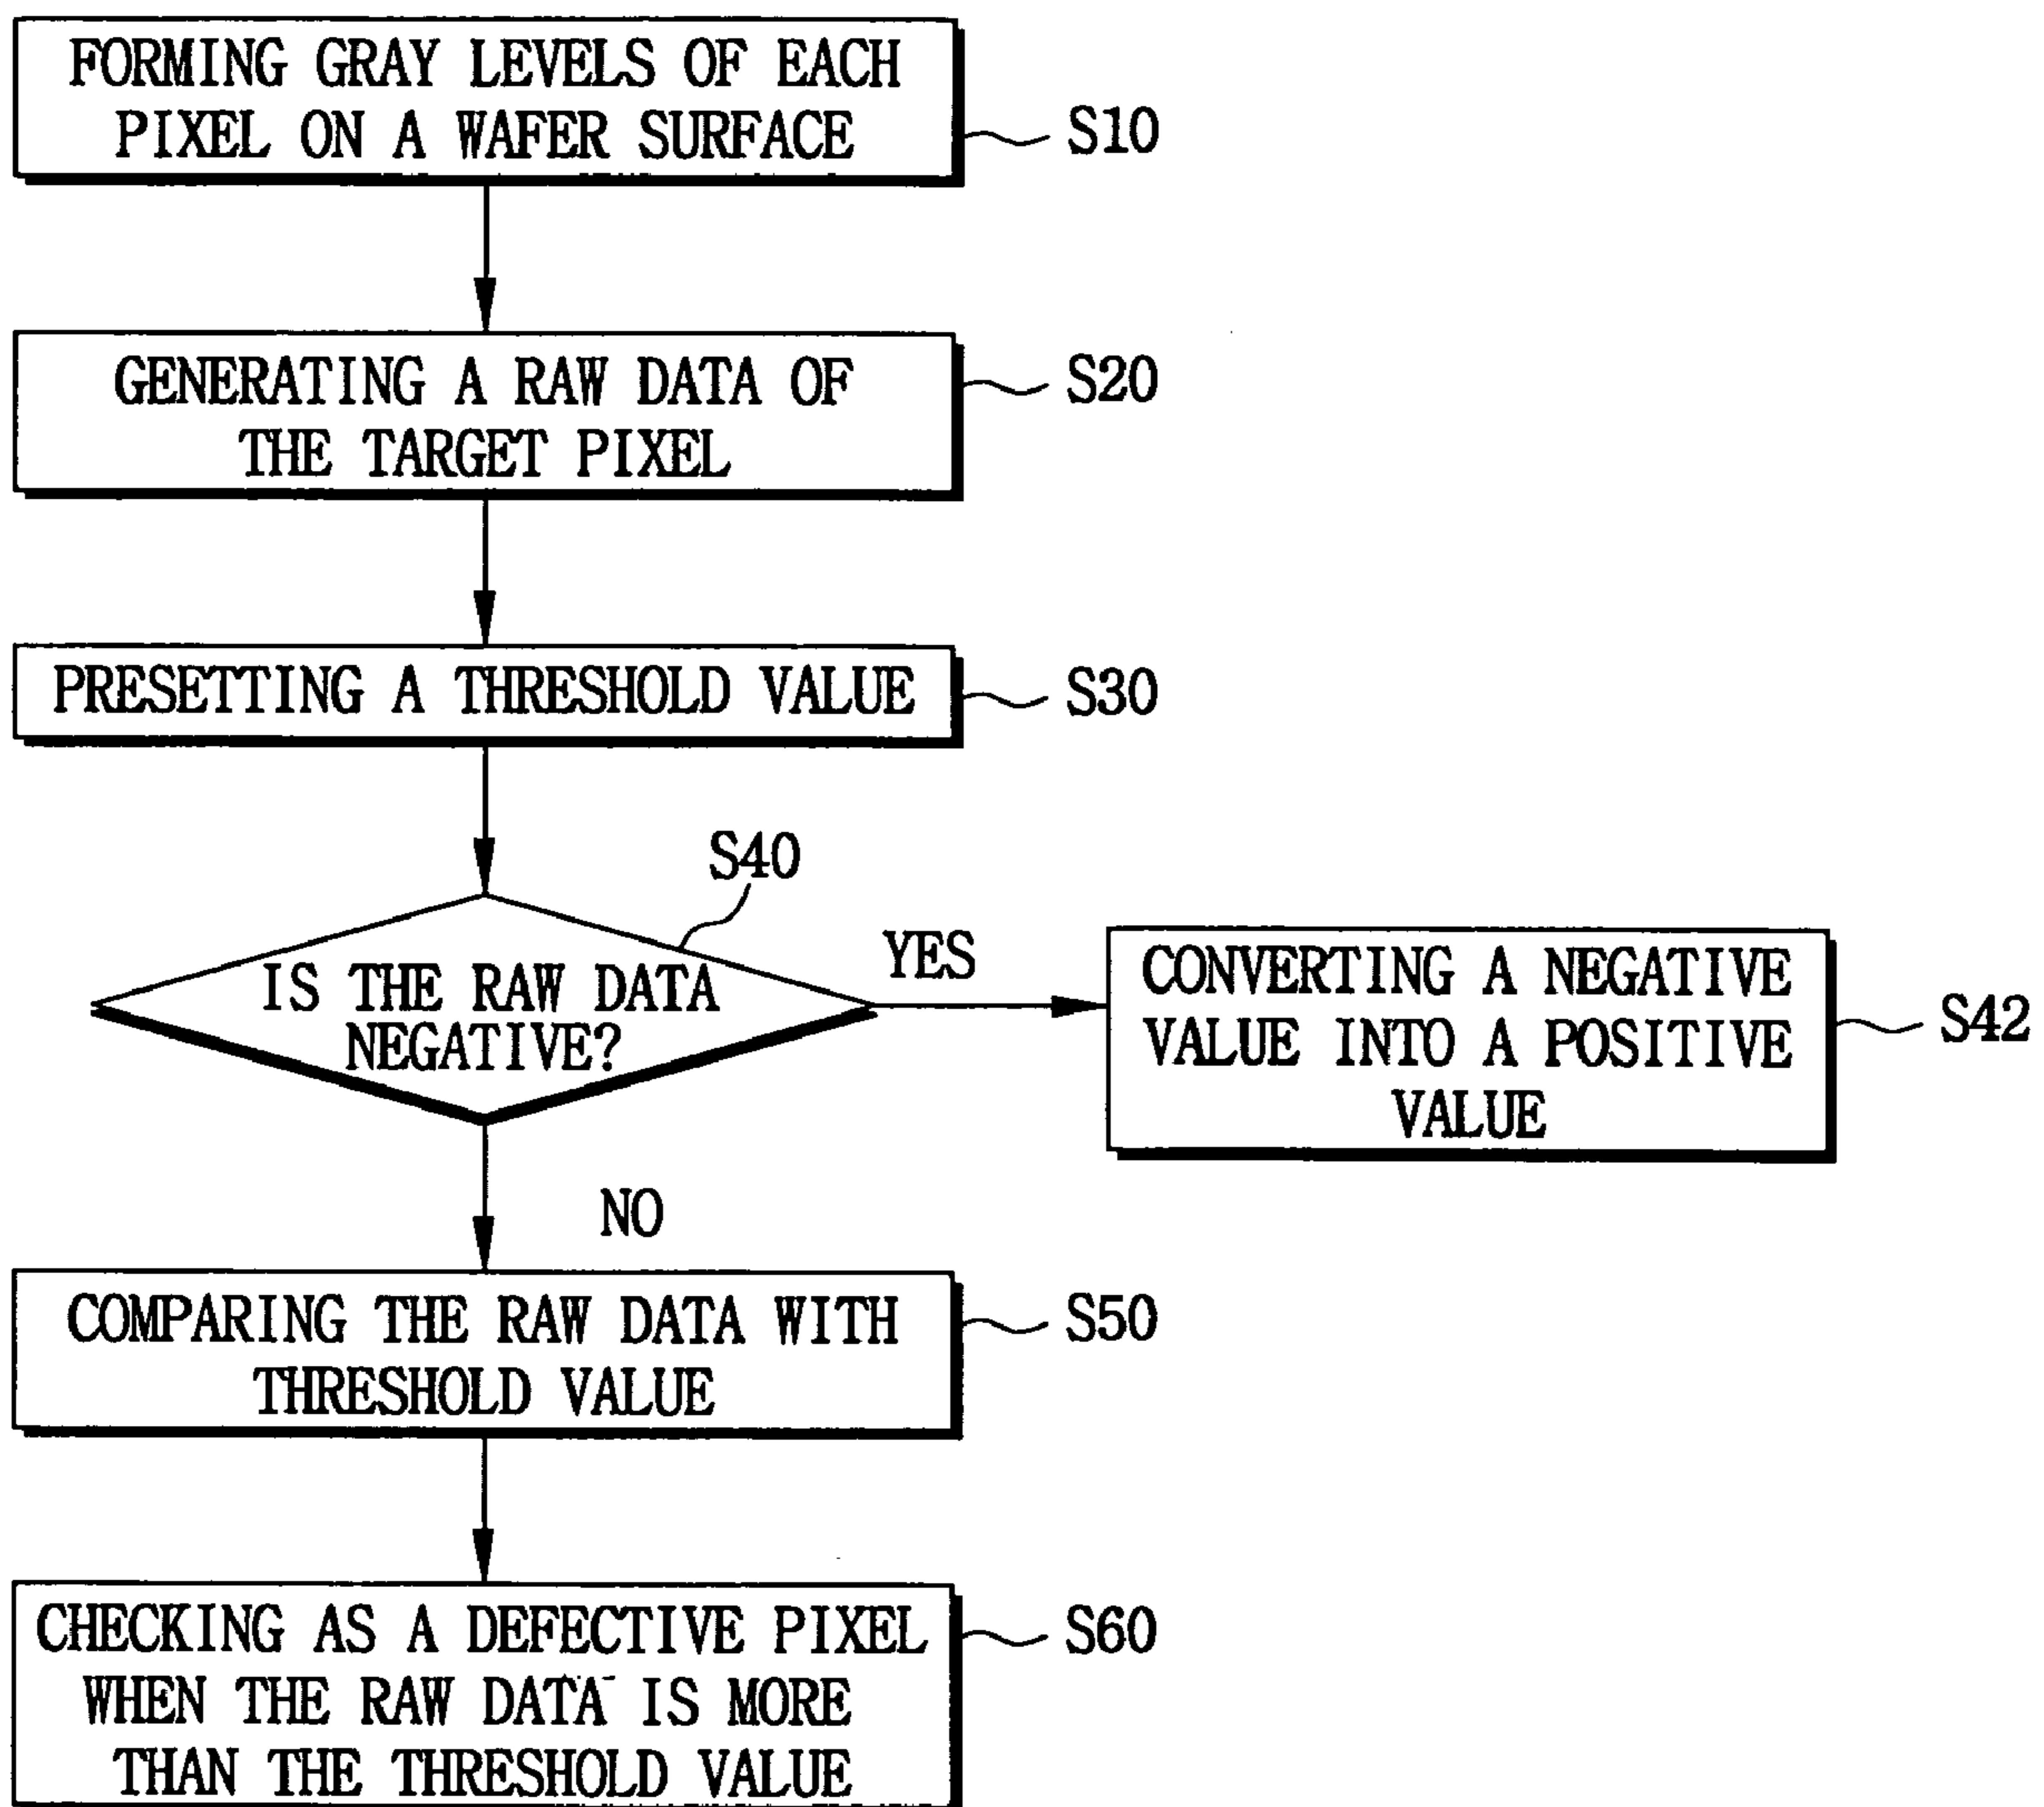 FORMING GRAY LEVELS OF EACH
PIXEL ON A WAFER SURFACE
S10
GENERATING A RAW DATA OF
THE TARGET PIXEL
S20
PRESETTING A THRESHOLD VALUE
S30
S40
IS THE RAW DATA
NEGATIVE?
YES
CONVERTING A NEGATIVE
VALUE INTO A POSITIVE
VALUE
S42
NO
COMPARING THE RAW DATA WITH
THRESHOLD VALUE
S50
CHECKING AS A DEFECTIVE PIXEL
WHEN THE RAW DATA IS MORE
THAN THE THRESHOLD VALUE
S60